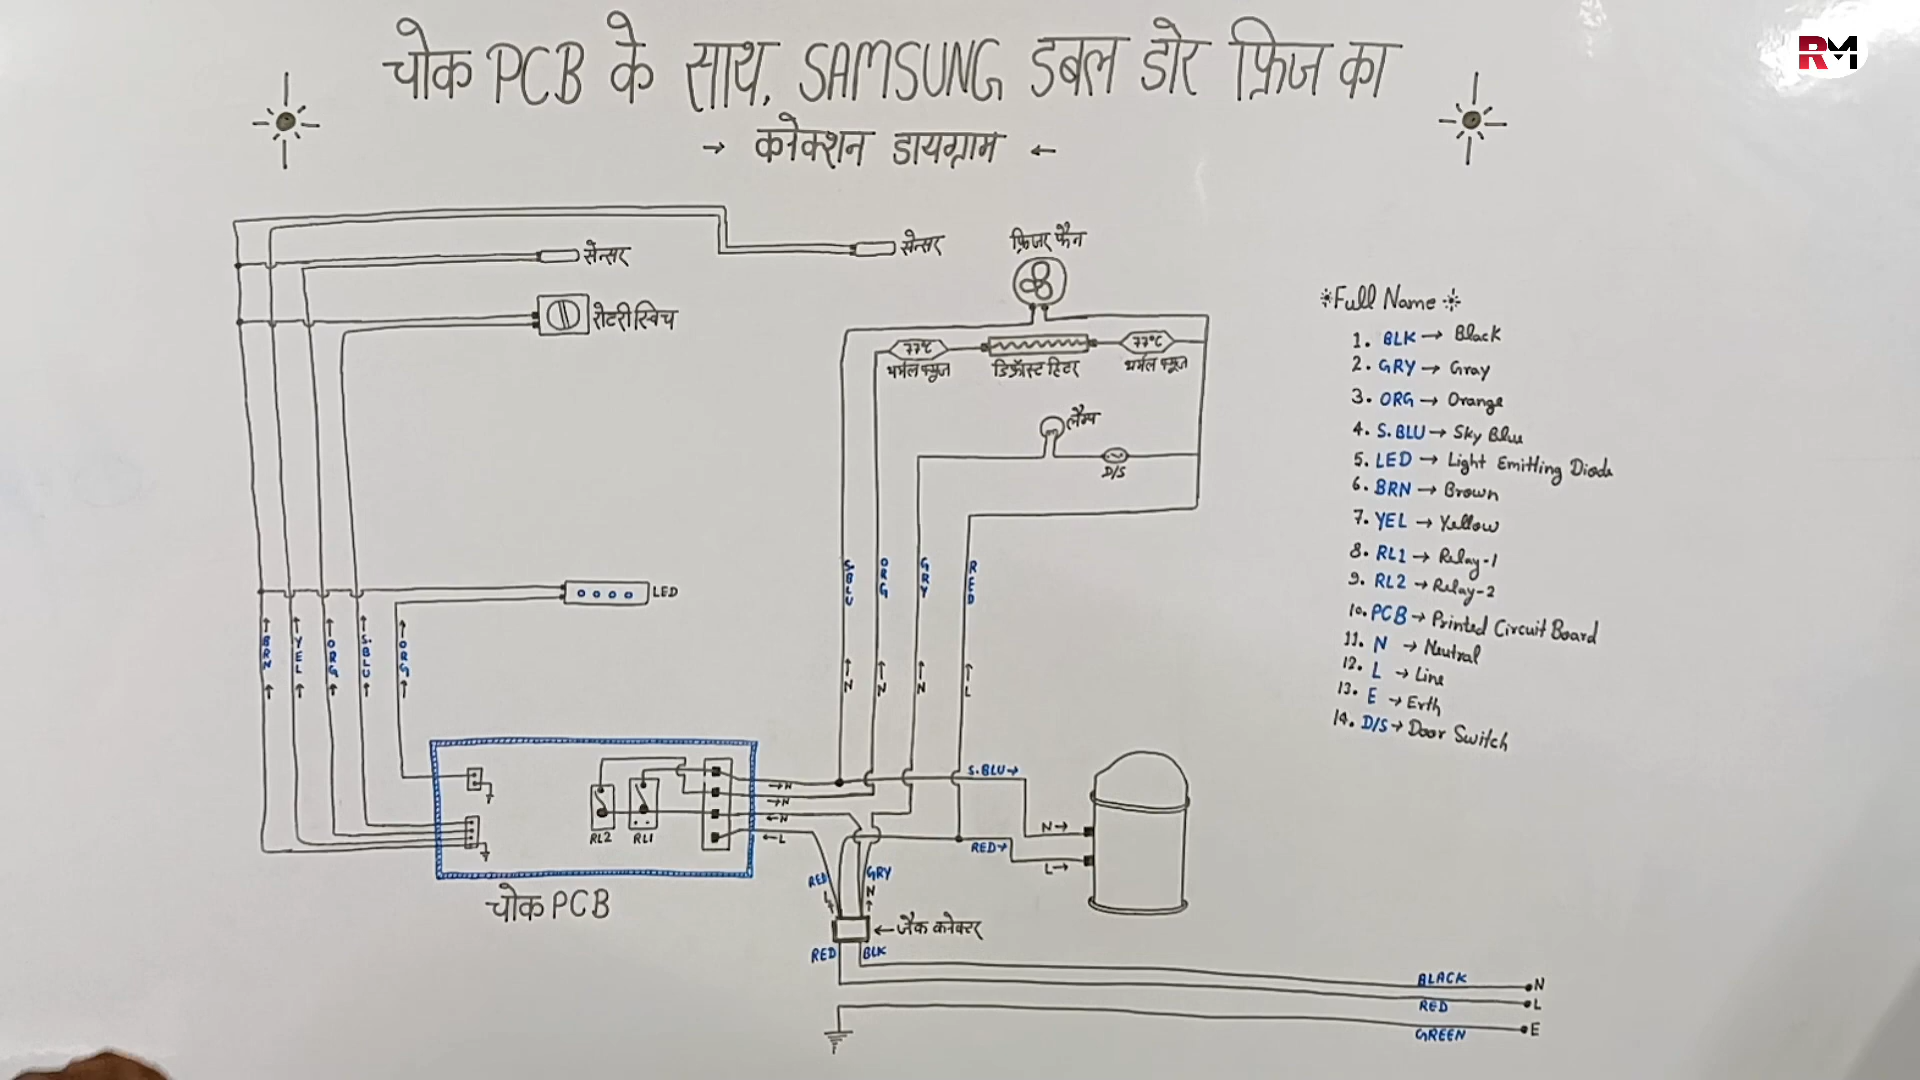 RM
चोक PCB के साथ, SAMSUNG डबल डोर फ्रिज का
→ कनेक्शन डायग्राम ←
सेन्सर
सेन्सर
फ्रिजर फैन
रोटरी स्विच
77°C
77°C
थर्मल फ्यूज
डिफ्रॉस्ट हिटर
थर्मल फ्यूज
लैम्प
D/S
LED
BRN
YEL
ORG
S.BLU
ORG
S.BLU
ORG
GRY
RED
→N
→N
→N
→L
*Full Name*
1. BLK → Black
2. GRY → Gray
3. ORG → Orange
4. S.BLU → Sky Blue
5. LED → Light Emitting Diode
6. BRN → Brown
7. YEL → Yellow
8. RL1 → Relay-1
9. RL2 → Relay-2
10. PCB → Printed Circuit Board
11. N → Neutral
12. L → Line
13. E → Erth
14. D/S → Door Switch
RL2
RL1
→N
→N
←N
←L
S.BLU→
N→
RED→
L→
चोक PCB
RED
L→
GRY
N→
←जैक कनेक्टर
RED
BLK
BLACK
N
RED
L
GREEN
E